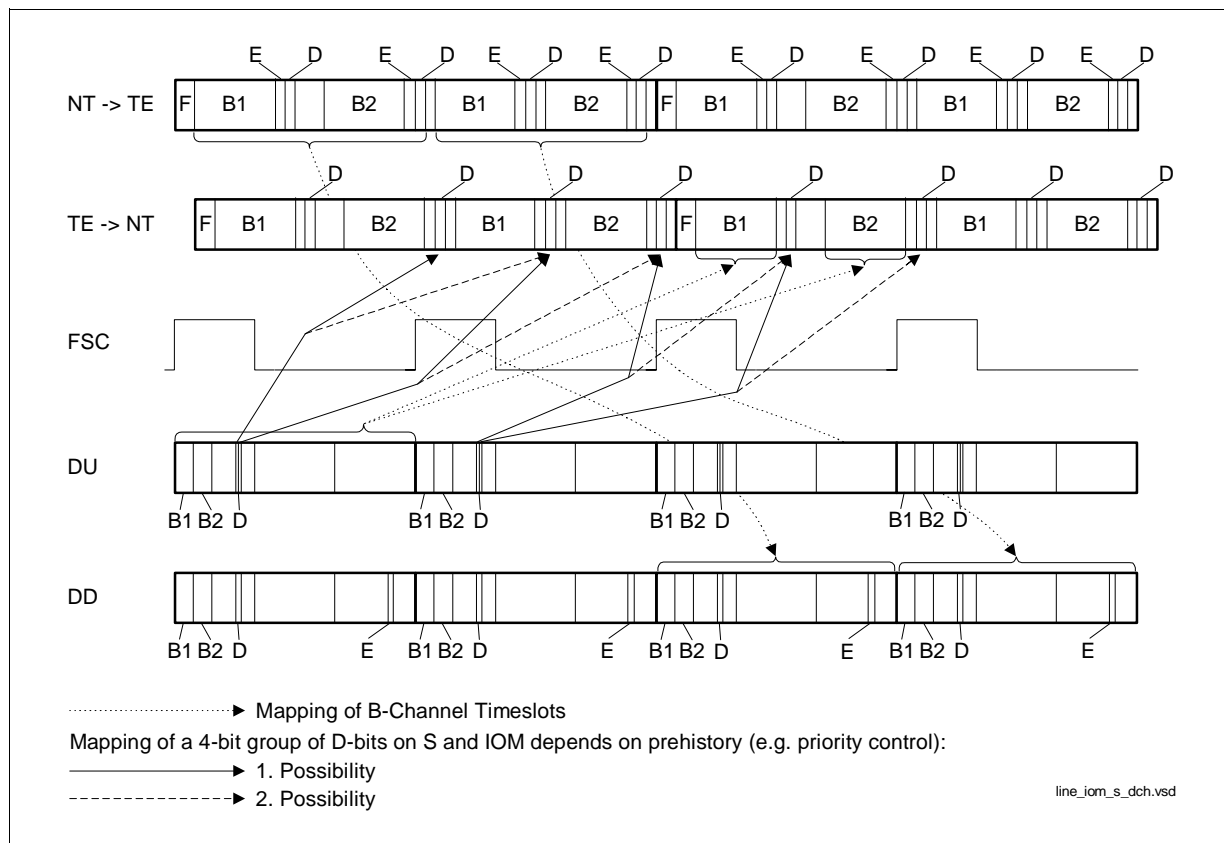 E D E D E D E D E D E D E D E D
NT -> TE F B1 B2 B1 B2 F B1 B2 B1 B2
D D D D D D D D
TE -> NT F B1 B2 B1 B2 F B1 B2 B1 B2
FSC
DU
B1 B2 D B1 B2 D B1 B2 D B1 B2 D
DD
B1 B2 D E B1 B2 D E B1 B2 D E B1 B2 D E
Mapping of B-Channel Timeslots
Mapping of a 4-bit group of D-bits on S and IOM depends on prehistory (e.g. priority control):
1. Possibility
2. Possibility
line_iom_s_dch.vsd